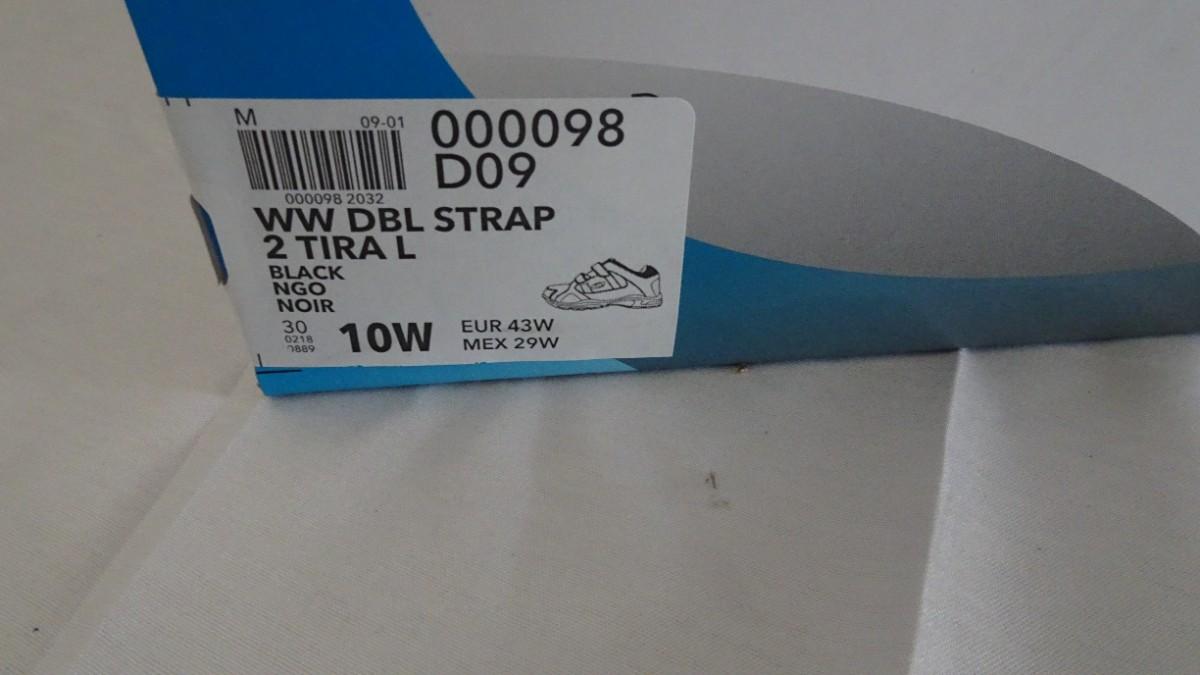 M 09-01
000098
D09
000098 2032
WW DBL STRAP
2 TIRA L
BLACK
NGO
NOIR
30
0218
10W
EUR 43W
MEX 29W